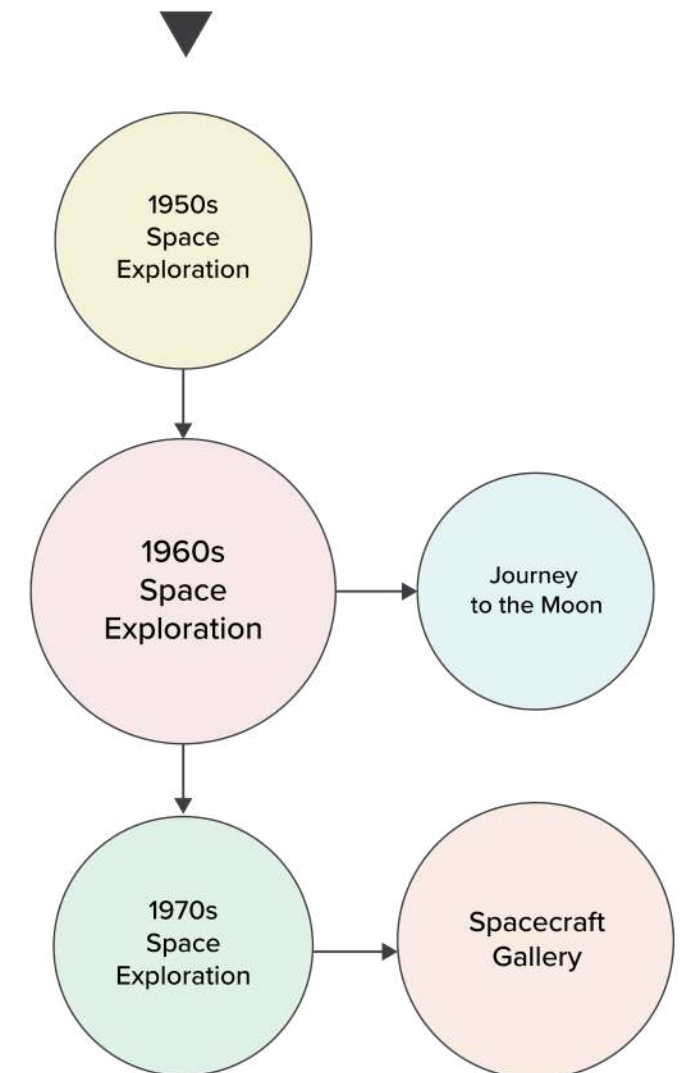 1950s
Space
Exploration
1960s
Space
Exploration
Journey
to the Moon
1970s
Space
Exploration
Spacecraft
Gallery